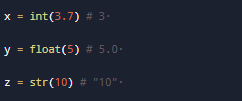 x = int(3.7) # 3
y = float(5) # 5.0
z = str(10) # "10"